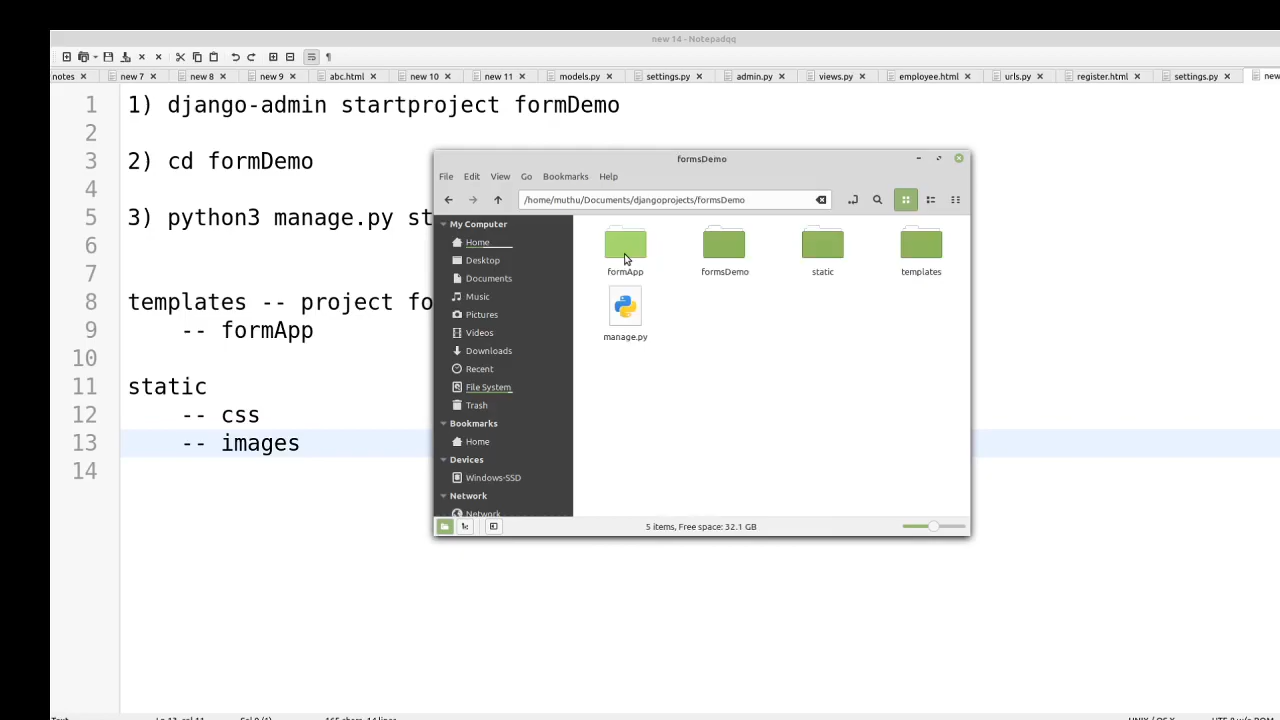 new 14 - Notepadqq
notes new 7 new 8 new 9 abc.html new 10 new 11 models.py settings.py admin.py views.py employee.html urls.py register.html settings.py new
1 1) django-admin startproject formDemo
2
3 2) cd formDemo
4
5 3) python3 manage.py st
6
7
8 templates -- project fo
9 -- formApp
10
11 static
12 -- css
13 -- images
14
formsDemo
File Edit View Go Bookmarks Help
/home/muthu/Documents/djangoprojects/formsDemo
My Computer
Home
Desktop
Documents
Music
Pictures
Videos
Downloads
Recent
File System
Trash
Bookmarks
Home
Devices
Windows-SSD
Network
Network
formApp formsDemo static templates
manage.py
5 items, Free space: 32.1 GB